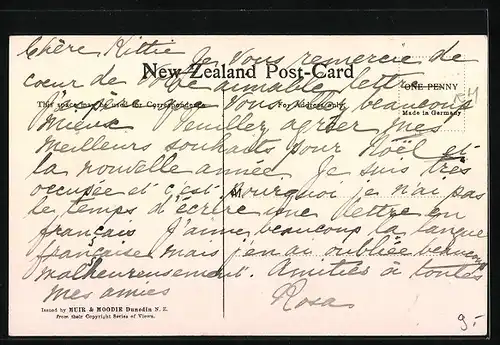 Chère Kittie
Je vous remercie de
coeur de votre aimable lettre
New Zealand Post-Card
ONE PENNY
Made in Germany
This space may be used for Correspondence.
For Address only.
J'espère que vous allez beaucoup
mieux Veuillez agréer mes
meilleurs souhaits pour Noël et
la nouvelle année. Je suis très
occupée et c'est pourquoi je n'ai pas
M.
le temps d'écrire une lettre en
français J'aime beaucoup la langue
française mais j'en ai oubliée beaucoup
malheureusement. Amitiés à toutes
mes amies Rosa
Issued by MUIR & MOODIE Dunedin N. Z.
from their Copyright Series of Views.
9.-